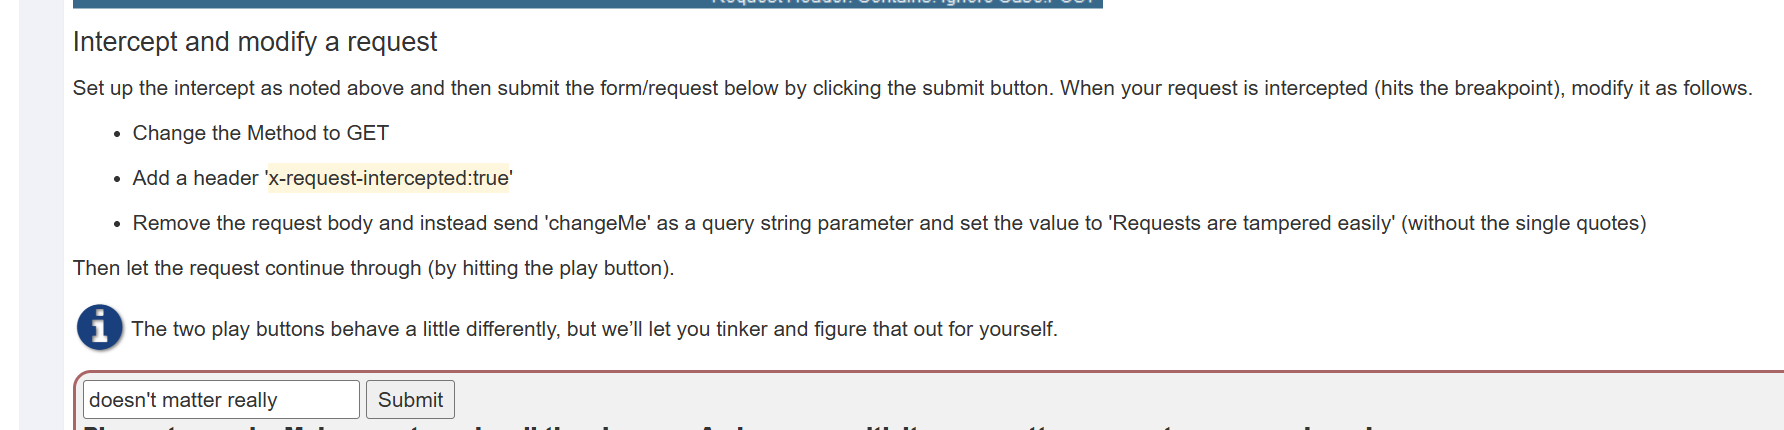 Intercept and modify a request
Set up the intercept as noted above and then submit the form/request below by clicking the submit button. When your request is intercepted (hits the breakpoint), modify it as follows.
• Change the Method to GET
• Add a header 'x-request-intercepted:true'
• Remove the request body and instead send 'changeMe' as a query string parameter and set the value to 'Requests are tampered easily' (without the single quotes)
Then let the request continue through (by hitting the play button).
The two play buttons behave a little differently, but we’ll let you tinker and figure that out for yourself.
doesn't matter really Submit